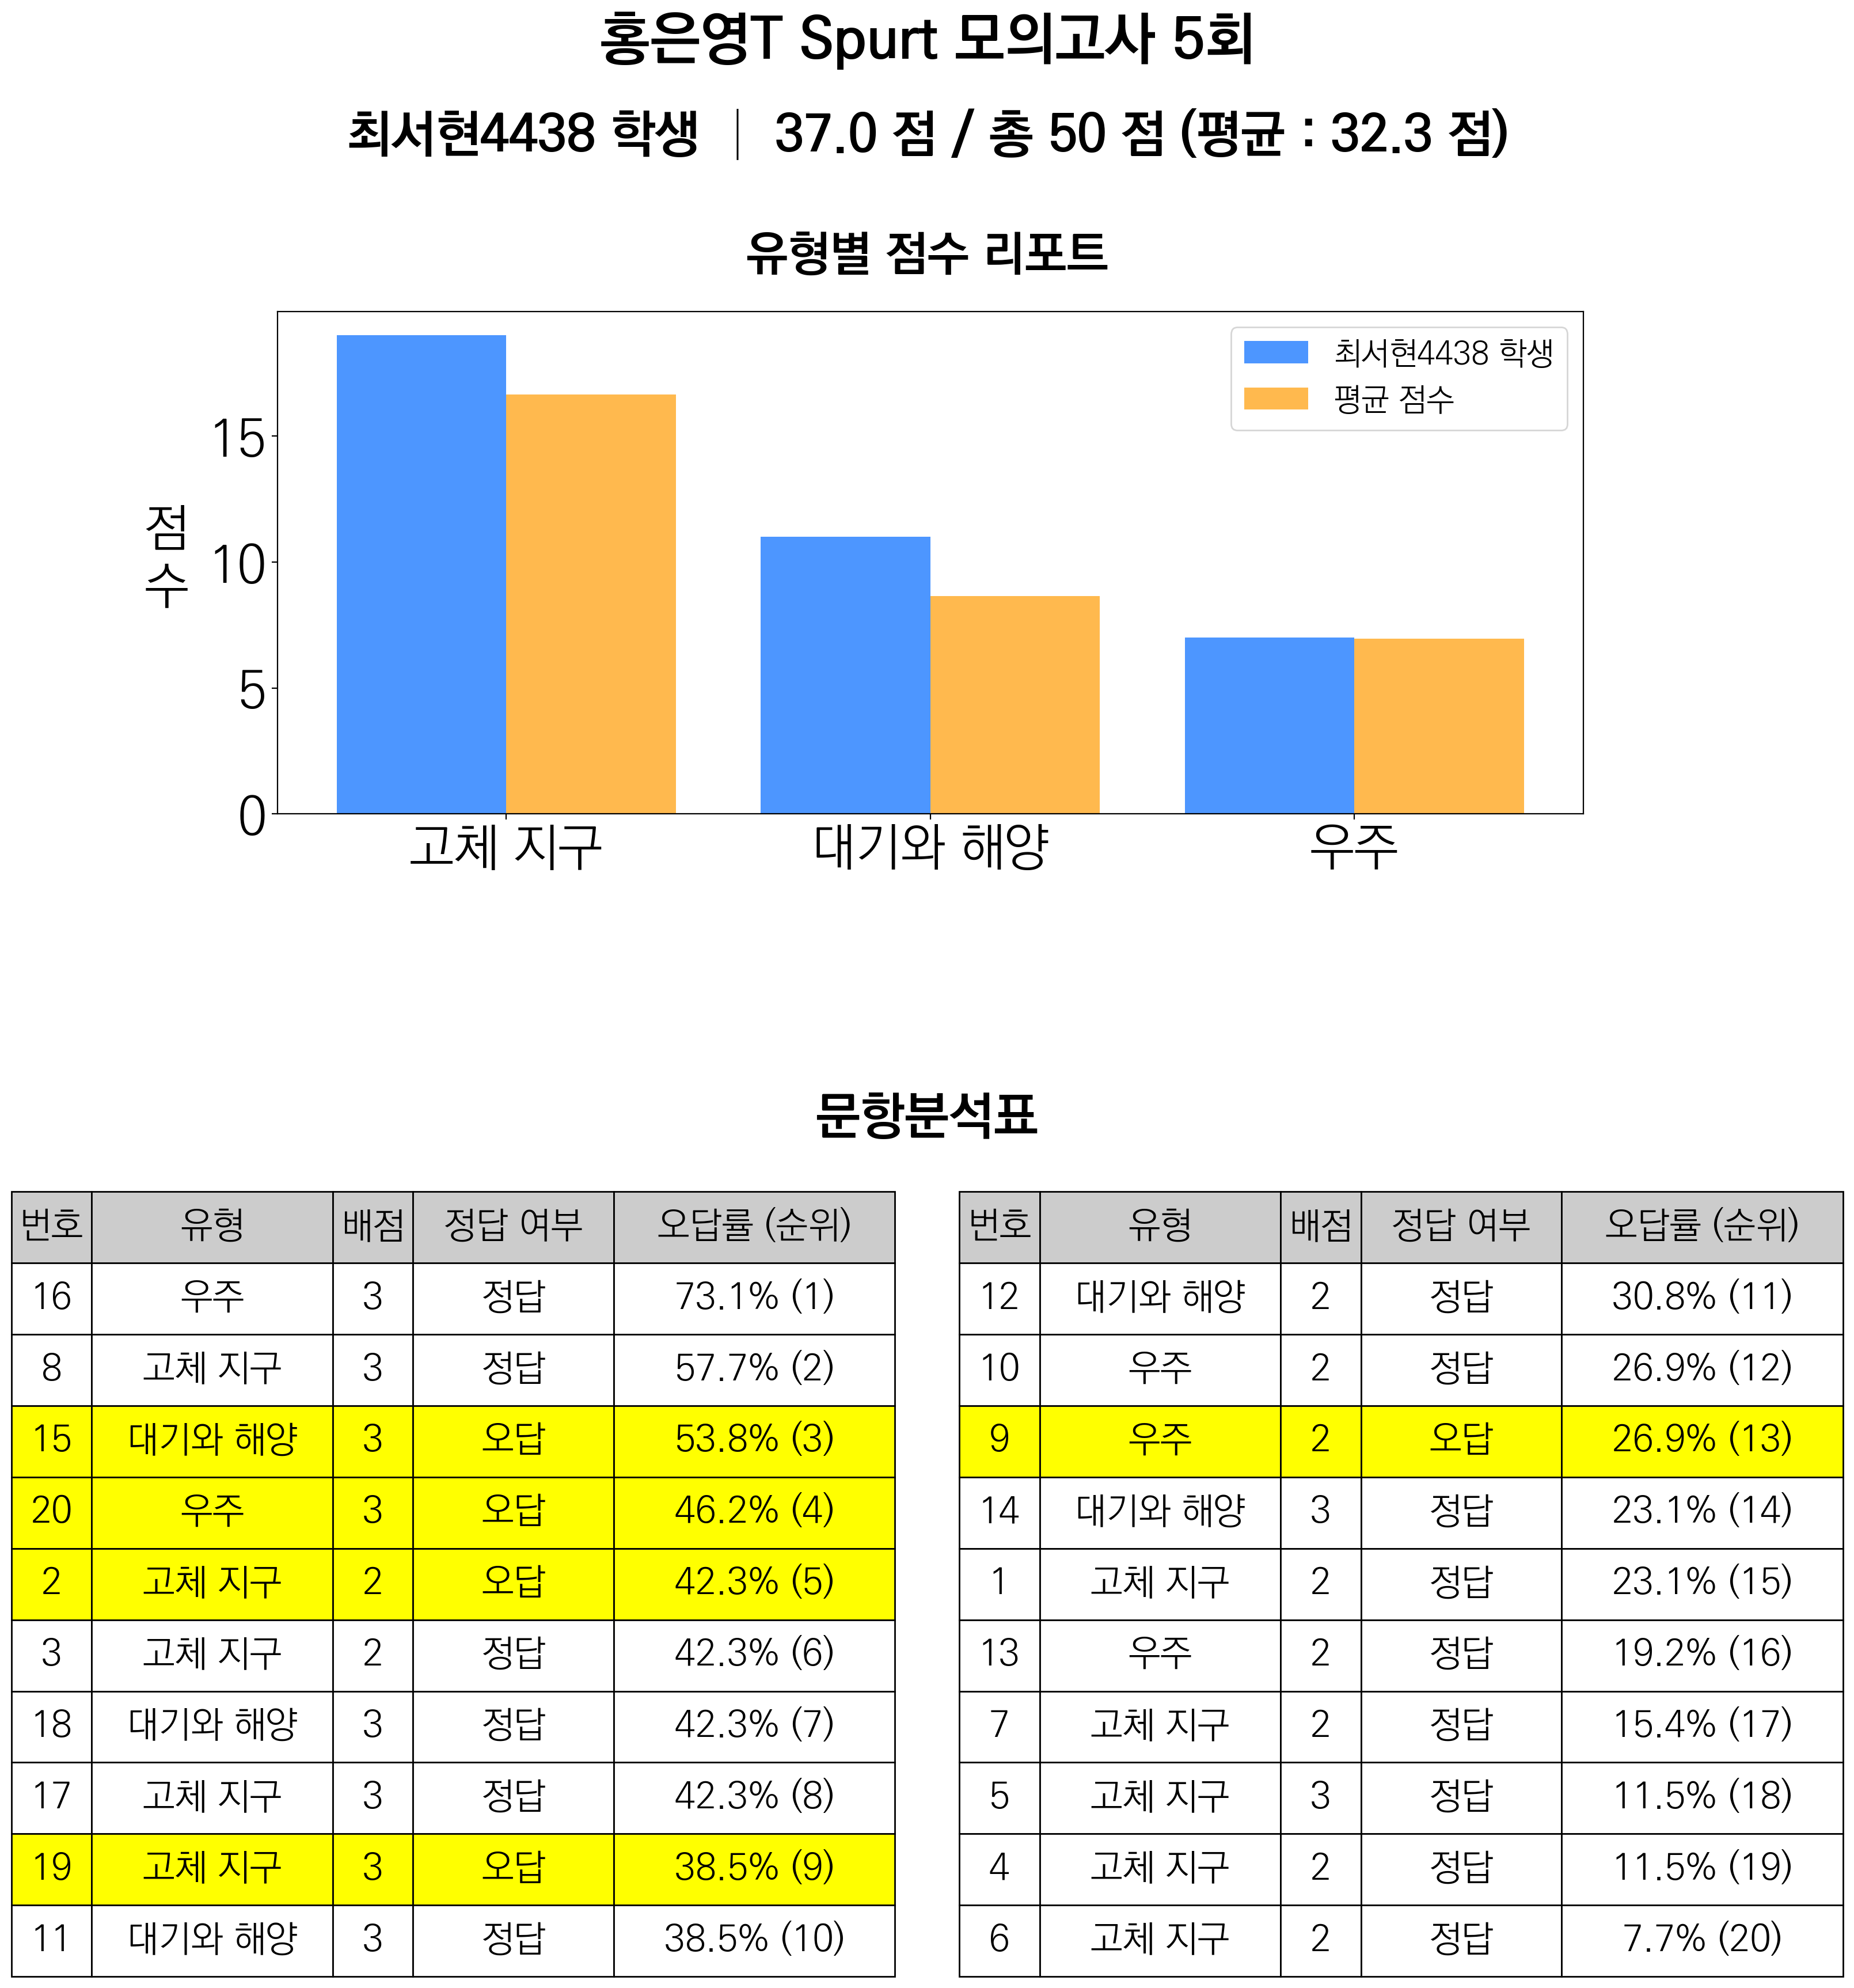 홍은영T Spurt 모의고사 5회
최서현4438 학생 | 37.0 점 / 총 50 점 (평균 : 32.3 점)
유형별 점수 리포트
최서현4438 학생
평균 점수
점수
15
10
5
0
고체 지구 대기와 해양 우주
문항분석표
번호 유형 배점 정답 여부 오답률 (순위)
16 우주 3 정답 73.1% (1)
8 고체 지구 3 정답 57.7% (2)
15 대기와 해양 3 오답 53.8% (3)
20 우주 3 오답 46.2% (4)
2 고체 지구 2 오답 42.3% (5)
3 고체 지구 2 정답 42.3% (6)
18 대기와 해양 3 정답 42.3% (7)
17 고체 지구 3 정답 42.3% (8)
19 고체 지구 3 오답 38.5% (9)
11 대기와 해양 3 정답 38.5% (10)
번호 유형 배점 정답 여부 오답률 (순위)
12 대기와 해양 2 정답 30.8% (11)
10 우주 2 정답 26.9% (12)
9 우주 2 오답 26.9% (13)
14 대기와 해양 3 정답 23.1% (14)
1 고체 지구 2 정답 23.1% (15)
13 우주 2 정답 19.2% (16)
7 고체 지구 2 정답 15.4% (17)
5 고체 지구 3 정답 11.5% (18)
4 고체 지구 2 정답 11.5% (19)
6 고체 지구 2 정답 7.7% (20)